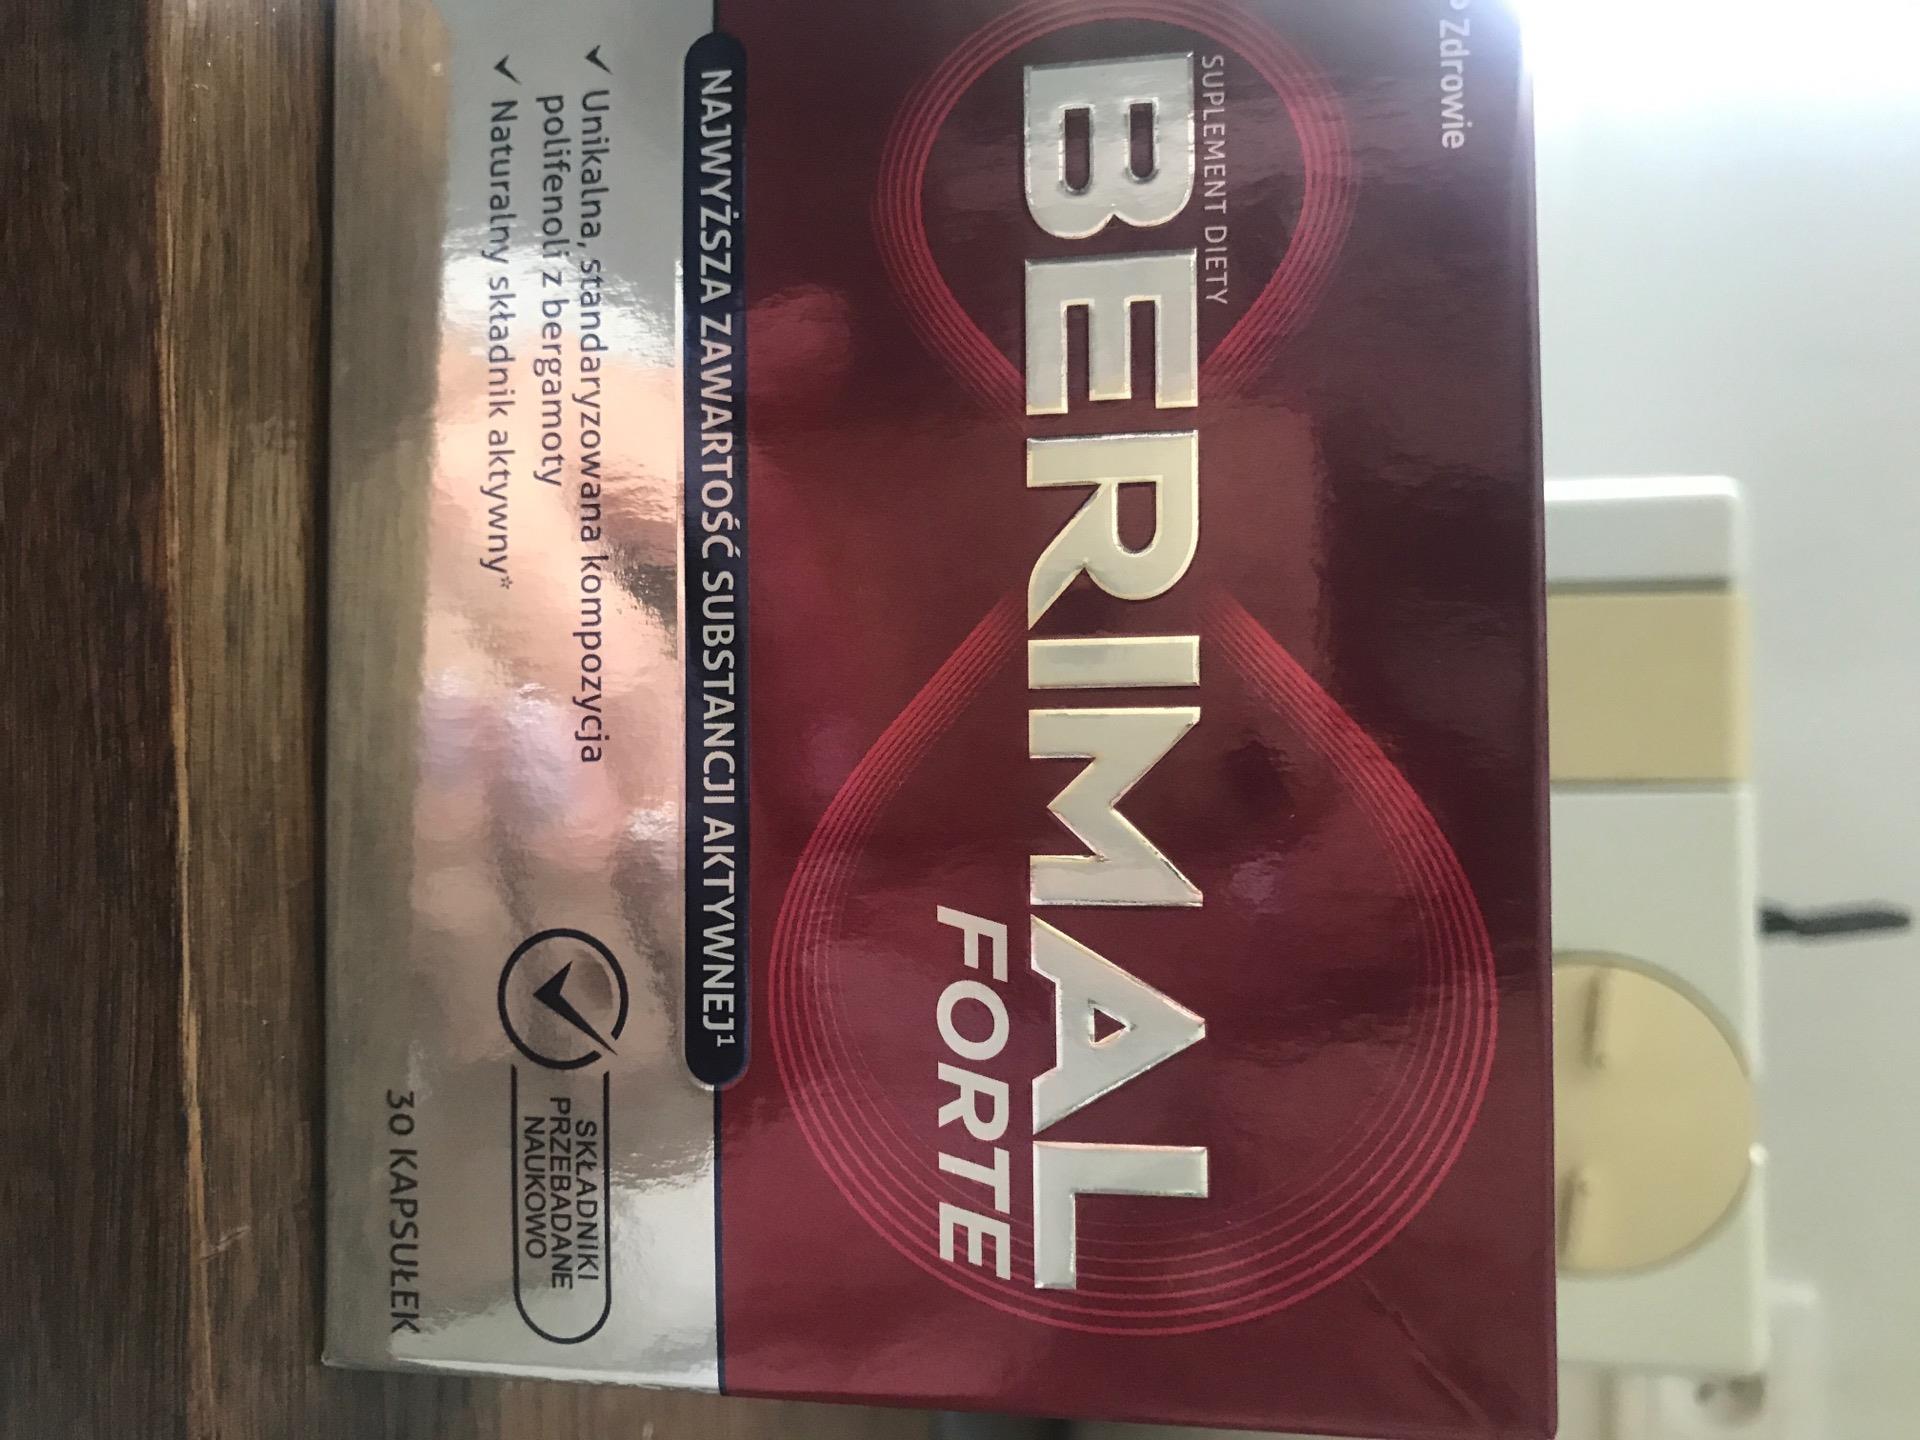 Zdrowie
SUPLEMENT DIETY
BERIMAL
FORTE
NAJWYŻSZA ZAWARTOŚĆ SUBSTANCJI AKTYWNEJ¹
✓ Unikalna, standaryzowana kompozycja
polifenoli z bergamoty
✓ Naturalny składnik aktywny*
SKŁADNIKI
PRZEBADANE
NAUKOWO
30 KAPSUŁEK